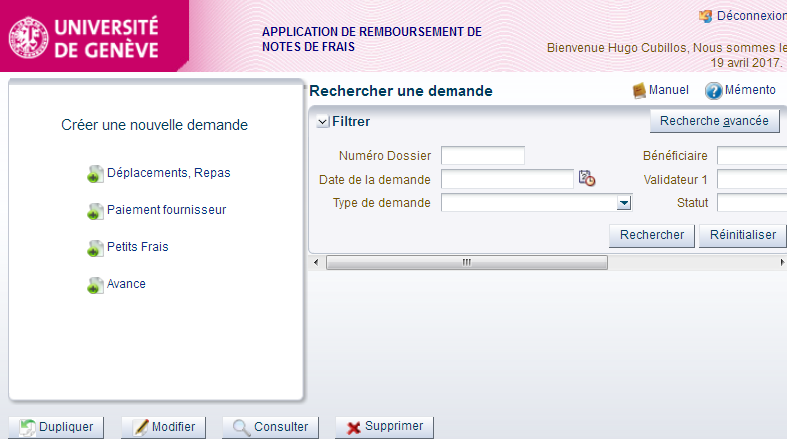 UNIVERSITÉ
DE GENÈVE
APPLICATION DE REMBOURSEMENT DE
NOTES DE FRAIS
Déconnexion
Bienvenue Hugo Cubillos, Nous sommes le
19 avril 2017.
Créer une nouvelle demande
Déplacements, Repas
Paiement fournisseur
Petits Frais
Avance
Rechercher une demande
Manuel
Mémento
Filtrer
Recherche avancée
Numéro Dossier
Bénéficiaire
Date de la demande
Validateur 1
Type de demande
Statut
Rechercher
Réinitialiser
Dupliquer
Modifier
Consulter
Supprimer